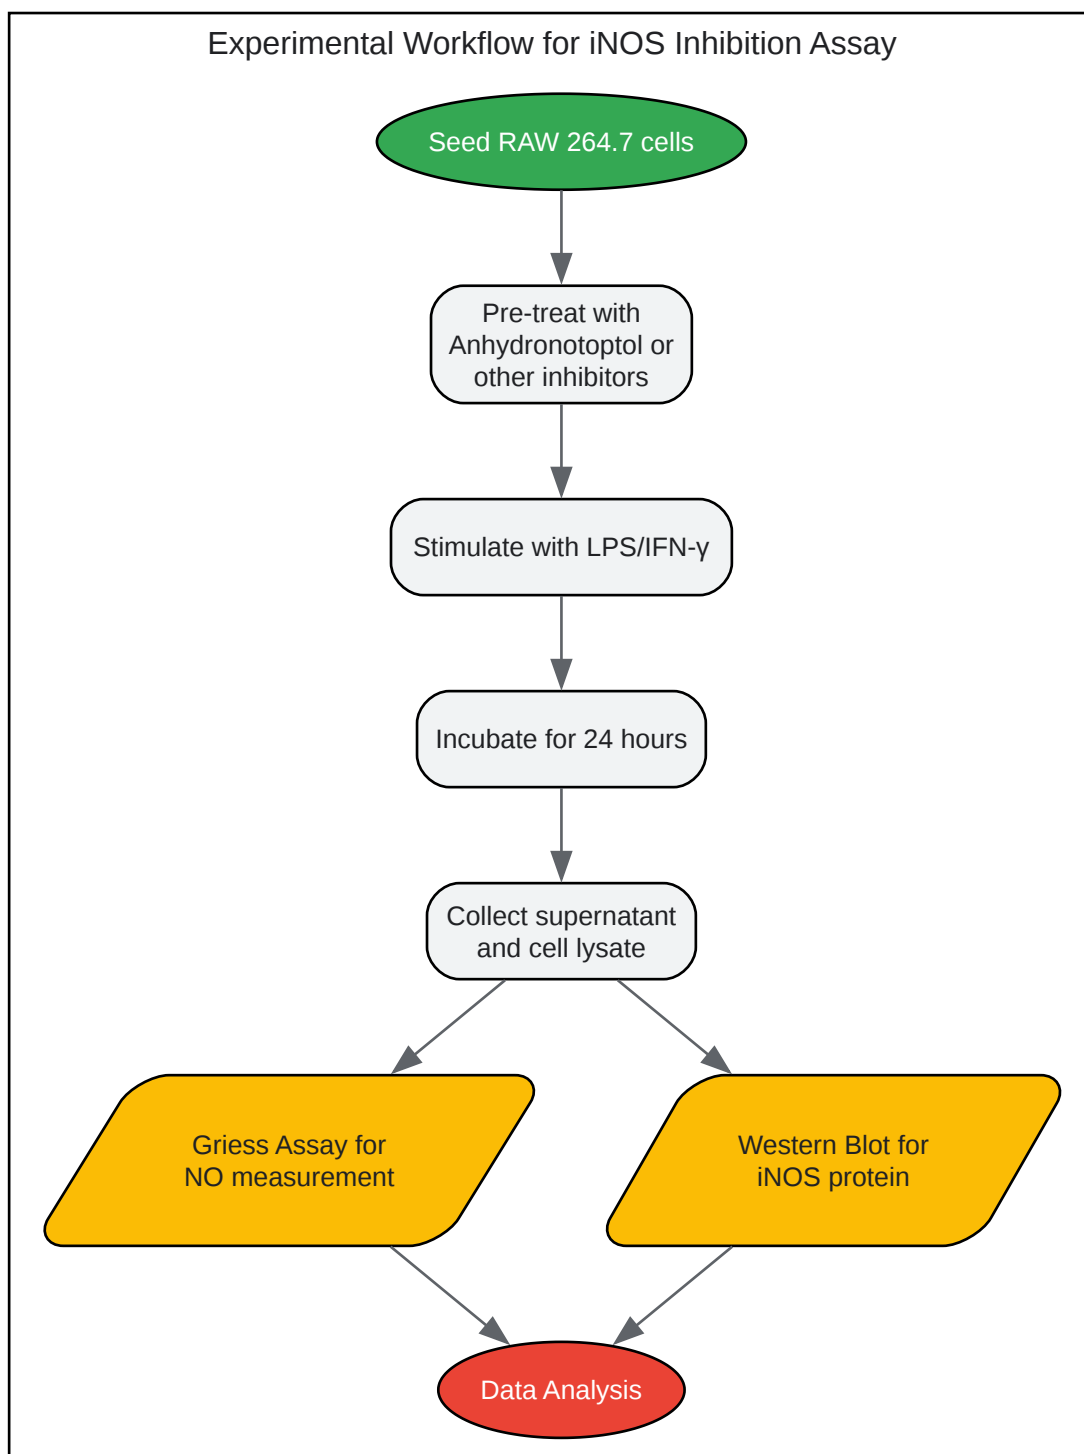 Experimental Workflow for iNOS Inhibition Assay
Seed RAW 264.7 cells
Pre-treat with
Anhydronotoptol or
other inhibitors
Stimulate with LPS/IFN-γ
Incubate for 24 hours
Collect supernatant
and cell lysate
Griess Assay for
NO measurement
Western Blot for
iNOS protein
Data Analysis